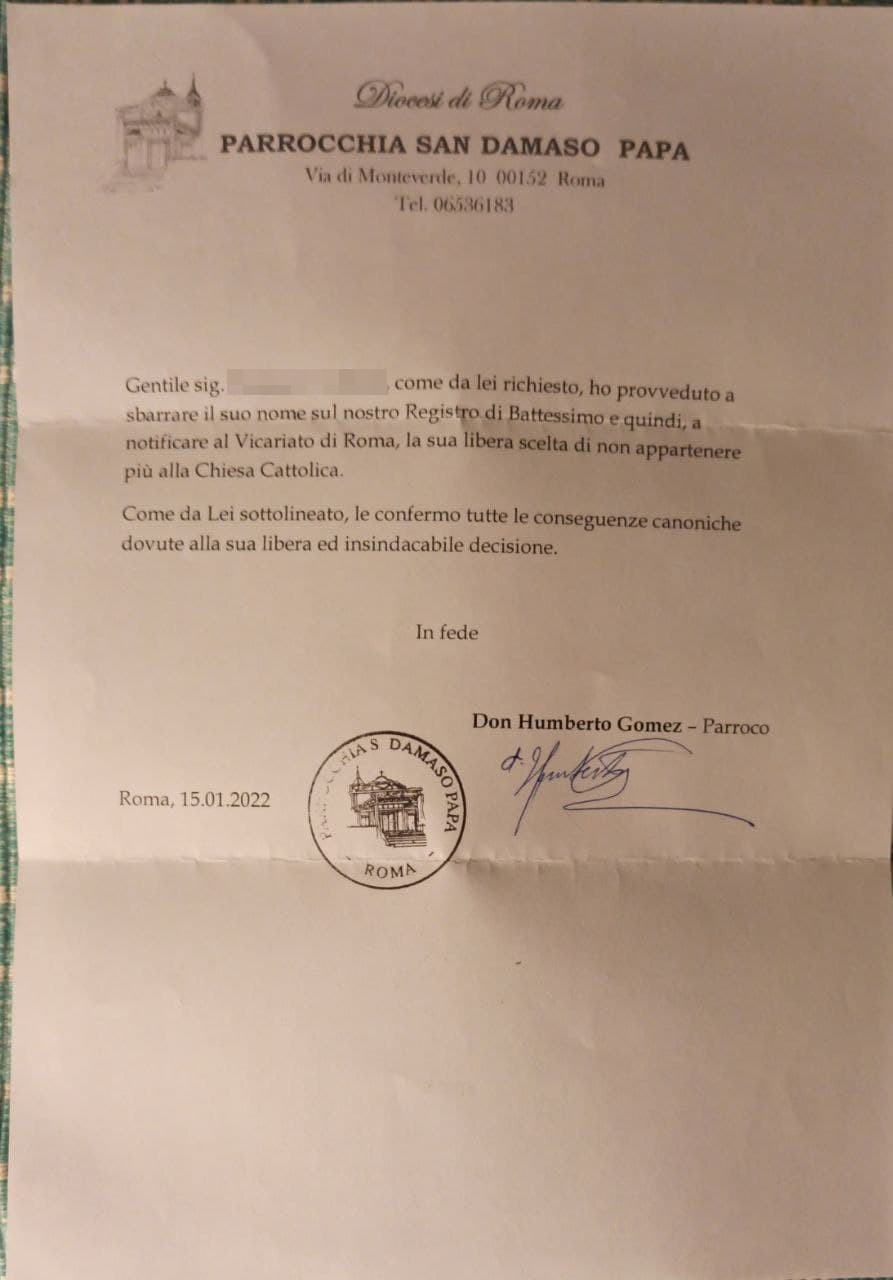 Diocesi di Roma
PARROCCHIA SAN DAMASO PAPA
Via di Monteverde, 10 00152 Roma
Tel. 06536183
Gentile sig. , come da lei richiesto, ho provveduto a
sbarrare il suo nome sul nostro Registro di Battessimo e quindi, a
notificare al Vicariato di Roma, la sua libera scelta di non appartenere
più alla Chiesa Cattolica.
Come da Lei sottolineato, le confermo tutte le conseguenze canoniche
dovute alla sua libera ed insindacabile decisione.
In fede
Don Humberto Gomez – Parroco
d. Humberto
Roma, 15.01.2022
PARROCCHIA S DAMASO PAPA
- ROMA -